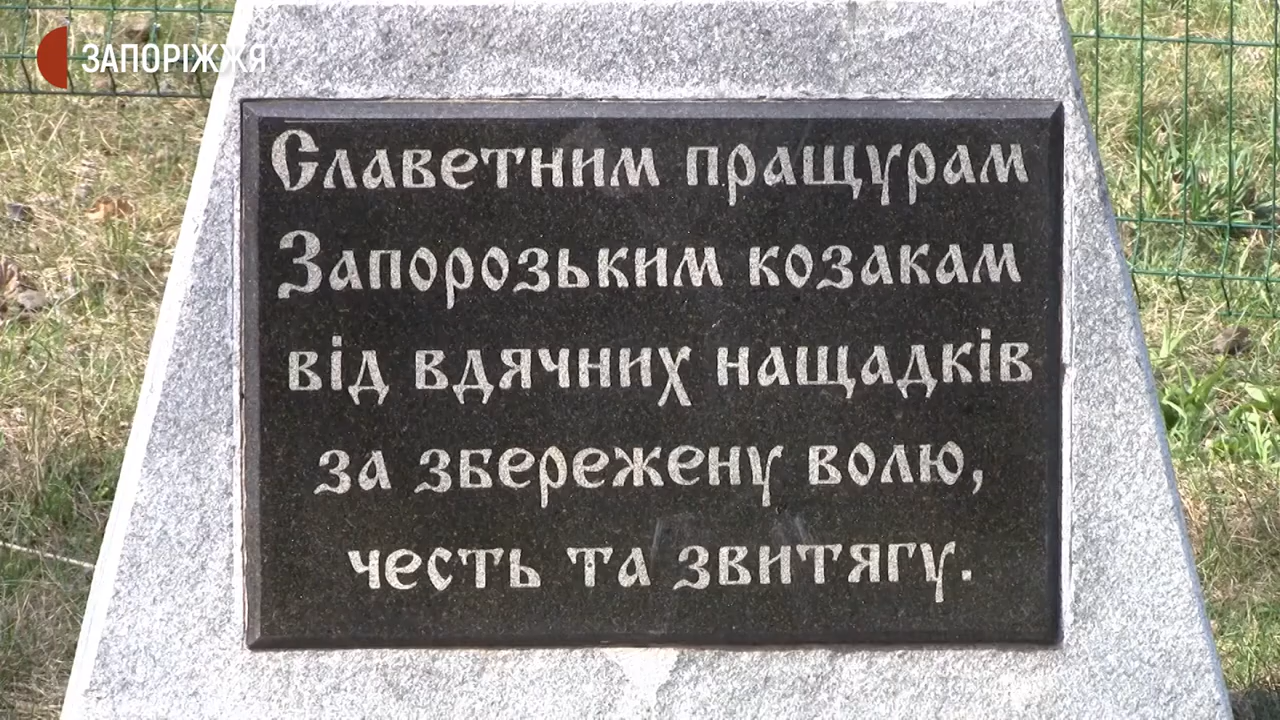 ЗАПОРІЖЖЯ
Славетним пращурам
Запорозьким козакам
від вдячних нащадків
за збережену волю,
честь та звитягу.